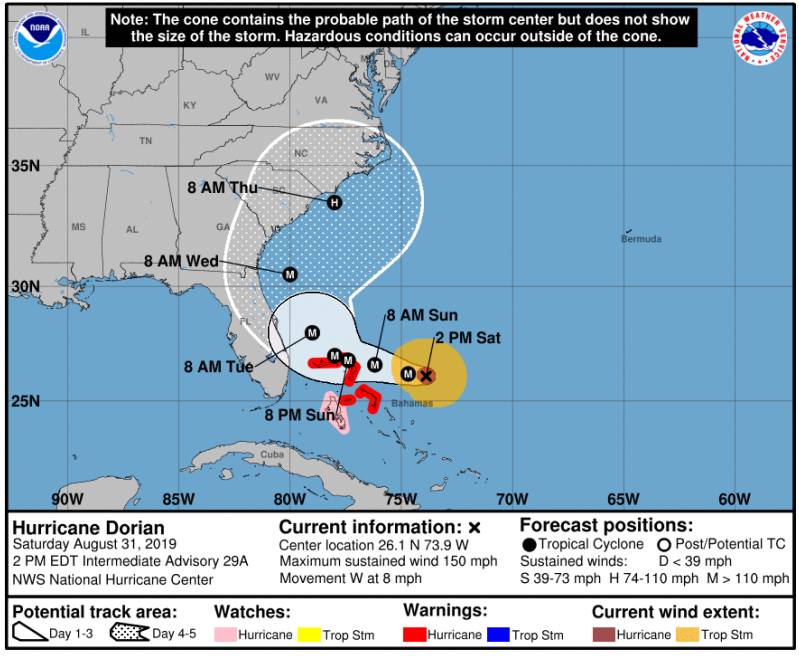 Note: The cone contains the probable path of the storm center but does not show
the size of the storm. Hazardous conditions can occur outside of the cone.
NOAA
NATIONAL WEATHER SERVICE
IL
WV
DE
KY
VA
TN
NC
35N
8 AM Thu
MS
AL
GA
Bermuda
8 AM Wed
30N
FL
8 AM Sun
2 PM Sat
8 AM Tue
25N
8 PM Sun
Bahamas
Cuba
90W 85W 80W 75W 70W 65W 60W
Hurricane Dorian
Saturday August 31, 2019
2 PM EDT Intermediate Advisory 29A
NWS National Hurricane Center
Current information: ×
Center location 26.1 N 73.9 W
Maximum sustained wind 150 mph
Movement W at 8 mph
Forecast positions:
Tropical Cyclone Post/Potential TC
Sustained winds: D < 39 mph
S 39-73 mph H 74-110 mph M > 110 mph
Potential track area:
Day 1-3 Day 4-5
Watches:
Hurricane Trop Stm
Warnings:
Hurricane Trop Stm
Current wind extent:
Hurricane Trop Stm
H
M
M
M
M
M
M